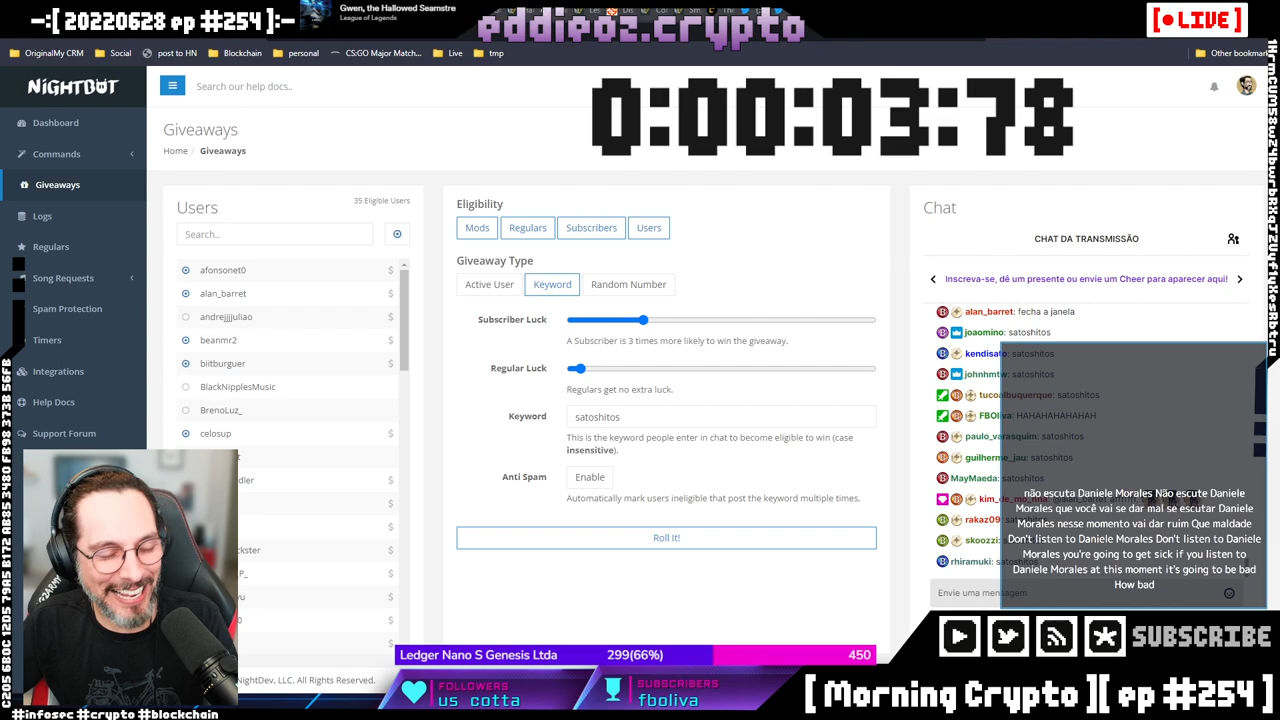 -:[ 20220628 ep #254 ]:-
Gwen, the Hallowed Seamstre
League of Legends
eddieoz.crypto
[ • LIVE ]
OriginalMy CRM
Social
post to HN
Blockchain
personal
CS:GO Major Match...
Live
tmp
Other bookmar
NiGHTBOT
Search our help docs..
0:00:03:78
Dashboard
Commands
Giveaways
Logs
Regulars
Song Requests
Spam Protection
Timers
Integrations
Help Docs
Support Forum
Giveaways
Home / Giveaways
Users
35 Eligible Users
Search..
afonsonet0 $
alan_barret $
andrejjjjuliao $
beanmr2 $
biitburguer $
BlackNipplesMusic
BrenoLuz_
celosup $
Eligibility
Mods
Regulars
Subscribers
Users
Giveaway Type
Active User
Keyword
Random Number
Subscriber Luck
A Subscriber is 3 times more likely to win the giveaway.
Regular Luck
Regulars get no extra luck.
Keyword
satoshitos
This is the keyword people enter in chat to become eligible to win (case
insensitive).
Anti Spam
Enable
Automatically mark users ineligible that post the keyword multiple times.
Roll It!
Chat
CHAT DA TRANSMISSÃO
Inscreva-se, dê um presente ou envie um Cheer para aparecer aqui!
alan_barret: fecha a janela
joaomino: satoshitos
kendisato: satoshitos
johnhmtw: satoshitos
tucoalbuquerque: satoshitos
FBOliva: HAHAHAHAHAHAH
paulo_varasquim: satoshitos
guilherme_jau: satoshitos
MayMaeda: satoshitos
rakaz09:
skoozzi: satoshitos
rhiramuki: satoshitos
Envie uma mensagem
não escuta Daniele Morales Não escute Daniele
Morales que você vai se dar mal se escutar Daniele
Morales nesse momento vai dar ruim Que maldade
Don't listen to Daniele Morales Don't listen to Daniele
Morales you're going to get sick if you listen to
Daniele Morales at this moment it's going to be bad
How bad
SUBSCRIBE
NightDev, LLC. All Rights Reserved.
Ledger Nano S Genesis Ltda 299(66%) 450
FOLLOWERS
us cotta
SUBSCRIBERS
fboliva
[ Morning Crypto ][ ep #254 ]
#infosec #crypto #blockchain